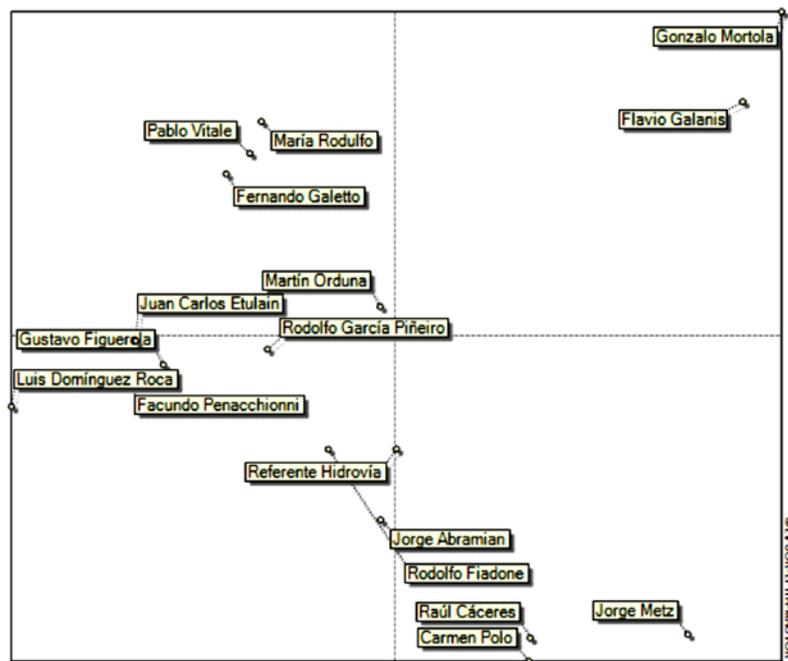 Gonzalo Mortola
Flavio Galanis
Pablo Vitale
María Rodulfo
Fernando Galetto
Martín Orduna
Juan Carlos Etulain
Rodolfo García Piñeiro
Gustavo Figuerola
Luis Domínguez Roca
Facundo Penacchionni
Referente Hidrovía
Jorge Abramian
Rodolfo Fiadone
Raúl Cáceres
Jorge Metz
Carmen Polo